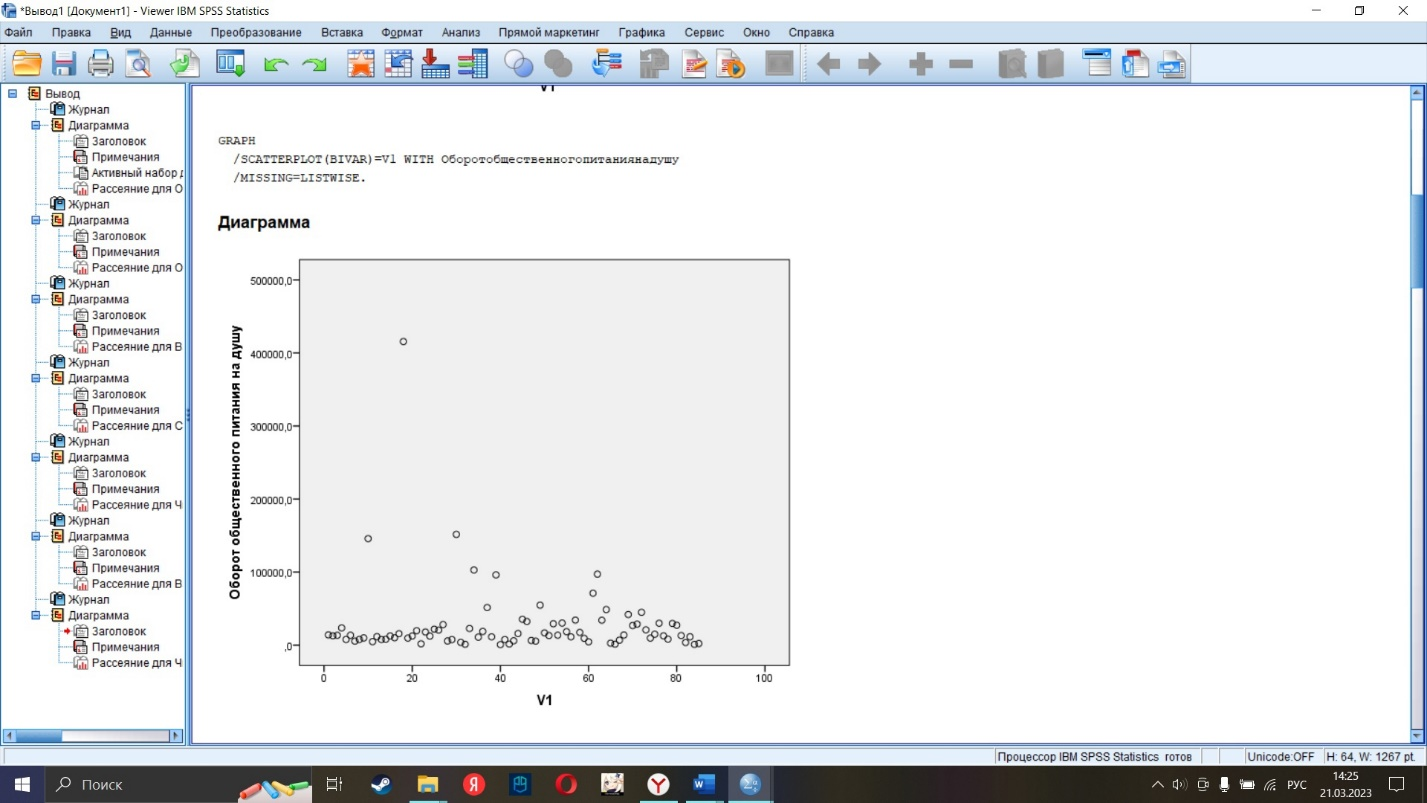 *Вывод1 [Документ1] - Viewer IBM SPSS Statistics
Файл Правка Вид Данные Преобразование Вставка Формат Анализ Прямой маркетинг Графика Сервис Окно Справка
Вывод
Журнал
Диаграмма
Заголовок
Примечания
Активный набор д
Рассеяние для О
Журнал
Диаграмма
Заголовок
Примечания
Рассеяние для О
Журнал
Диаграмма
Заголовок
Примечания
Рассеяние для В
Журнал
Диаграмма
Заголовок
Примечания
Рассеяние для С
Журнал
Диаграмма
Заголовок
Примечания
Рассеяние для Ч
Журнал
Диаграмма
Заголовок
Примечания
Рассеяние для В
Журнал
Диаграмма
Заголовок
Примечания
Рассеяние для Ч
V1
GRAPH
/SCATTERPLOT(BIVAR)=V1 WITH Оборотобщественногопитаниянадушу
/MISSING=LISTWISE.
Диаграмма
Оборот общественного питания на душу
500000,0
400000,0
300000,0
200000,0
100000,0
,0
0 20 40 60 80 100
V1
Процессор IBM SPSS Statistics готов Unicode:OFF H: 64, W: 1267 pt.
Поиск
РУС
14:25
21.03.2023